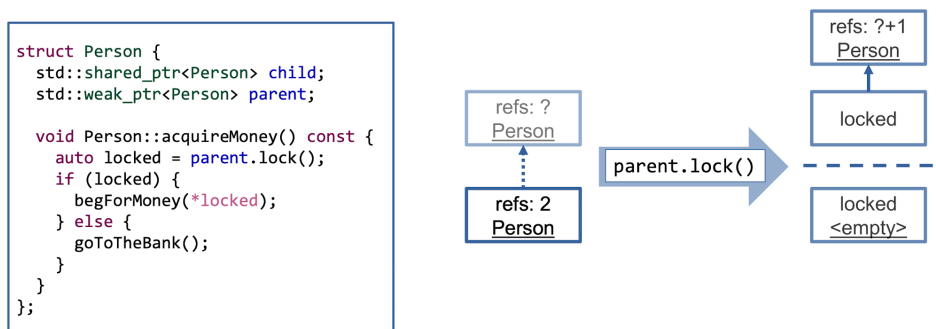 struct Person {
  std::shared_ptr<Person> child;
  std::weak_ptr<Person> parent;
  void Person::acquireMoney() const {
    auto locked = parent.lock();
    if (locked) {
      begForMoney(*locked);
    } else {
      goToTheBank();
    }
  }
};
refs: ?
Person
refs: 2
Person
parent.lock()
refs: ?+1
Person
locked
locked
<empty>